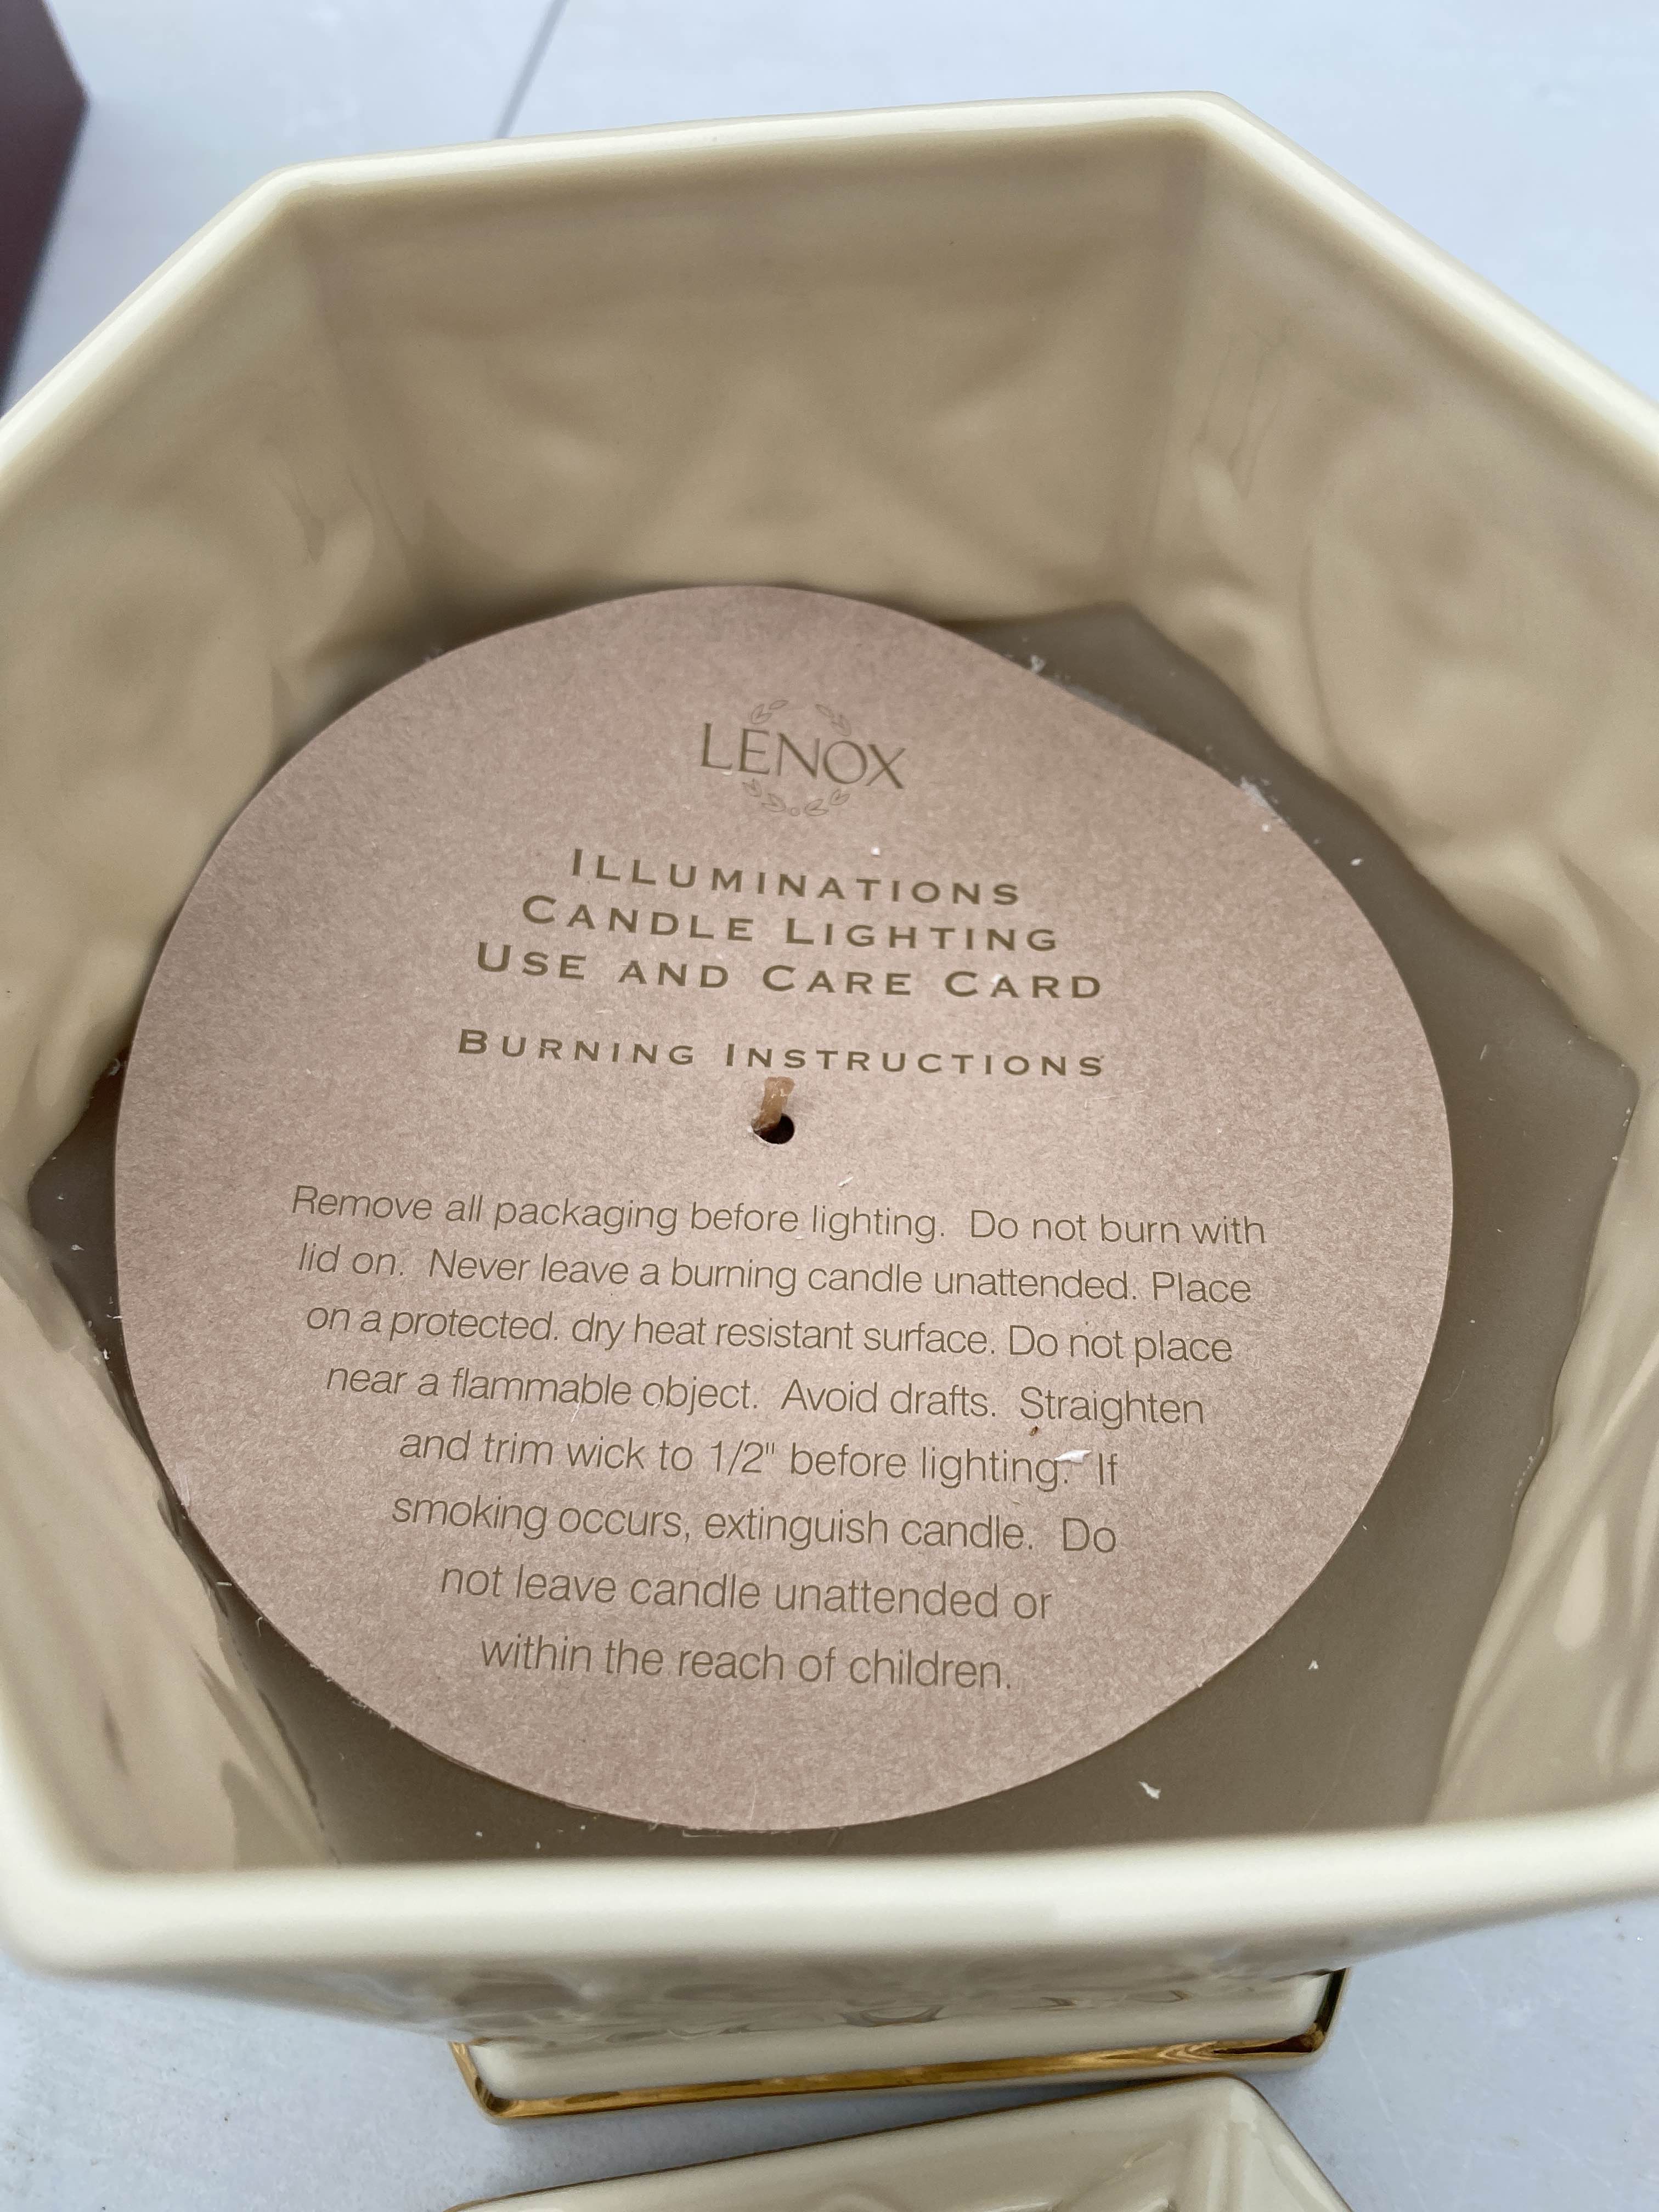 LENOX
ILLUMINATIONS
CANDLE LIGHTING
USE AND CARE CARD
BURNING INSTRUCTIONS
Remove all packaging before lighting. Do not burn with
lid on. Never leave a burning candle unattended. Place
on a protected. dry heat resistant surface. Do not place
near a flammable object. Avoid drafts. Straighten
and trim wick to 1/2" before lighting. If
smoking occurs, extinguish candle. Do
not leave candle unattended or
within the reach of children.